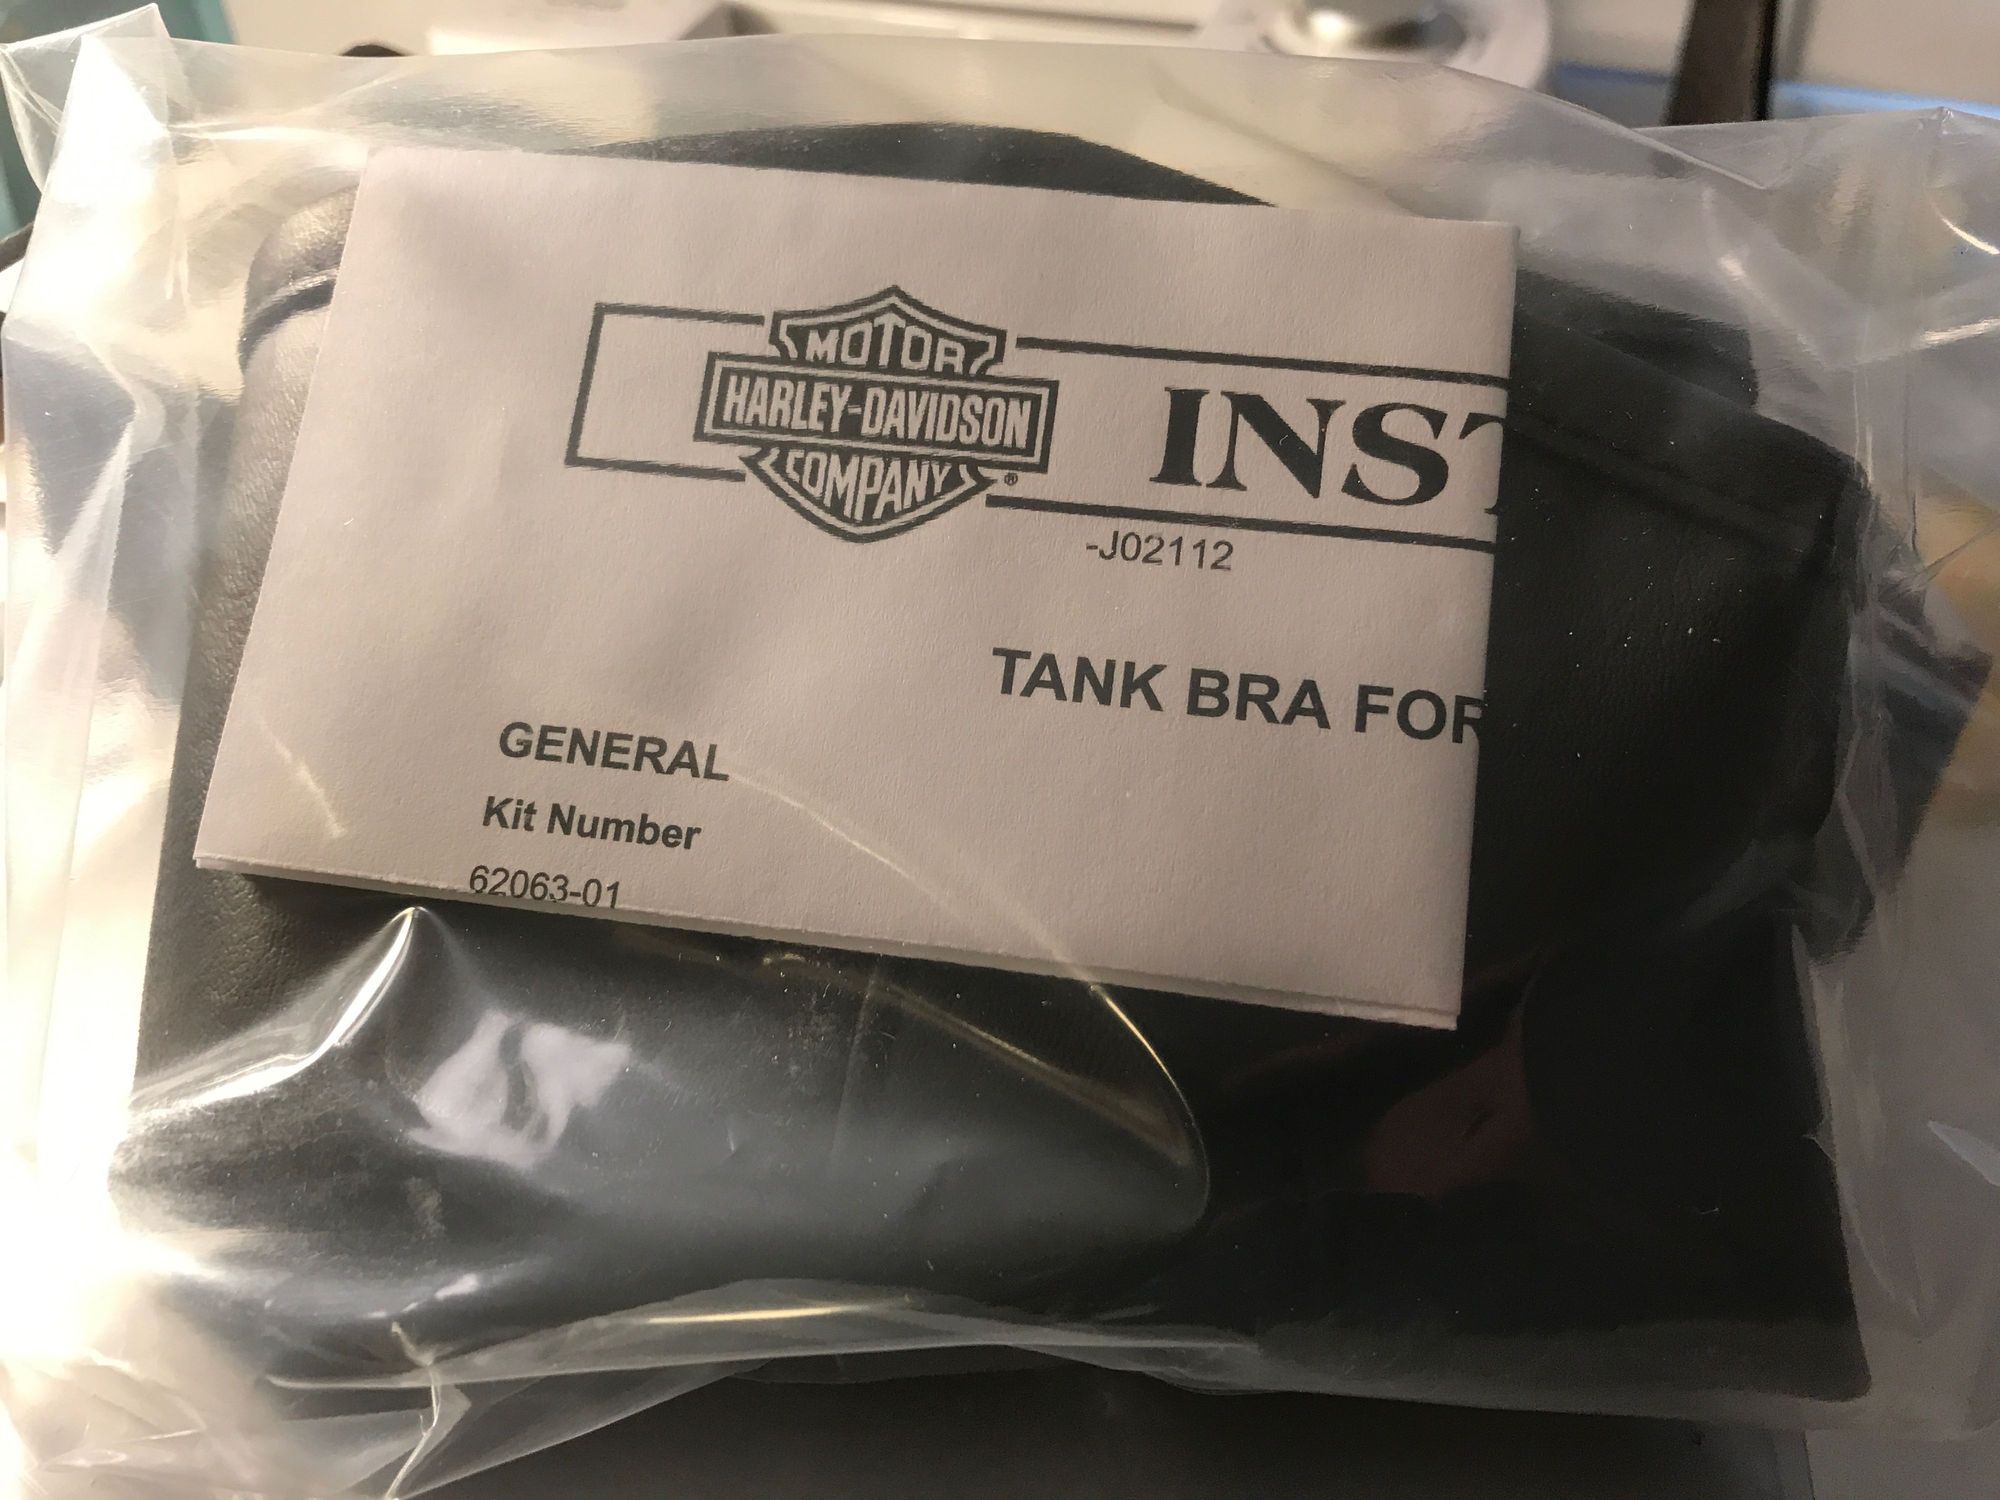 MOTOR
HARLEY-DAVIDSON
COMPANY
®
INST
-J02112
TANK BRA FOR
GENERAL
Kit Number
62063-01